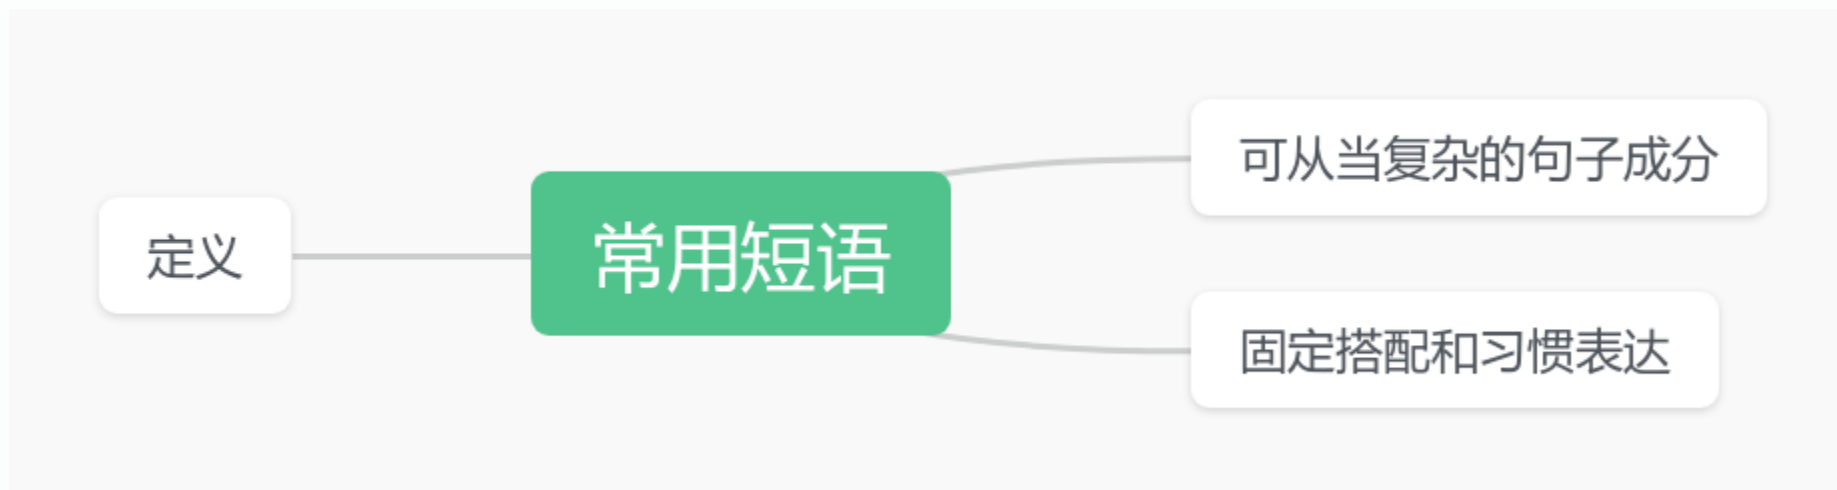 定义
常用短语
可从当复杂的句子成分
固定搭配和习惯表达